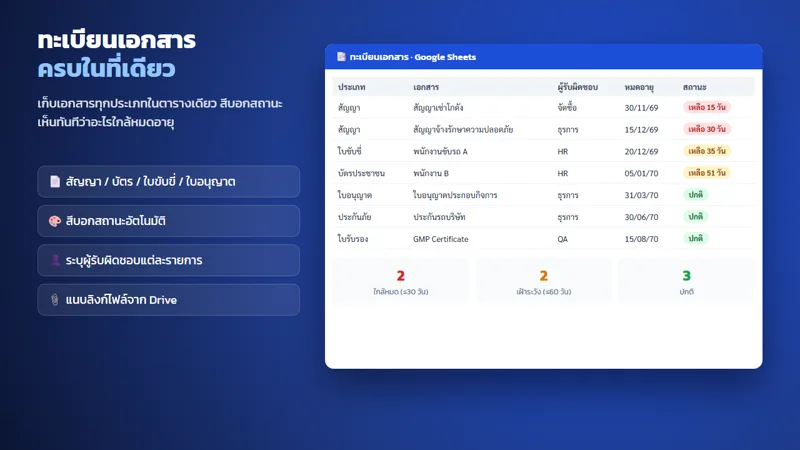 ทะเบียนเอกสาร
ครบในที่เดียว
เก็บเอกสารทุกประเภทในตารางเดียว สีบอกสถานะ
เห็นทันทีว่าอะไรใกล้หมดอายุ
สัญญา / บัตร / ใบขับขี่ / ใบอนุญาต
สีบอกสถานะอัตโนมัติ
ระบุผู้รับผิดชอบแต่ละรายการ
แนบลิงก์ไฟล์จาก Drive
ทะเบียนเอกสาร · Google Sheets
ประเภท เอกสาร ผู้รับผิดชอบ หมดอายุ สถานะ
สัญญา สัญญาเช่าโกดัง จัดซื้อ 30/11/69 เหลือ 15 วัน
สัญญา สัญญาจ้างรักษาความปลอดภัย ธุรการ 15/12/69 เหลือ 30 วัน
ใบขับขี่ พนักงานขับรถ A HR 20/12/69 เหลือ 35 วัน
บัตรประชาชน พนักงาน B HR 05/01/70 เหลือ 51 วัน
ใบอนุญาต ใบอนุญาตประกอบกิจการ ธุรการ 31/03/70 ปกติ
ประกันภัย ประกันรถบริษัท ธุรการ 30/06/70 ปกติ
ใบรับรอง GMP Certificate QA 15/08/70 ปกติ
2 2 3
ใกล้หมด (≤30 วัน) เฝ้าระวัง (≤60 วัน) ปกติ